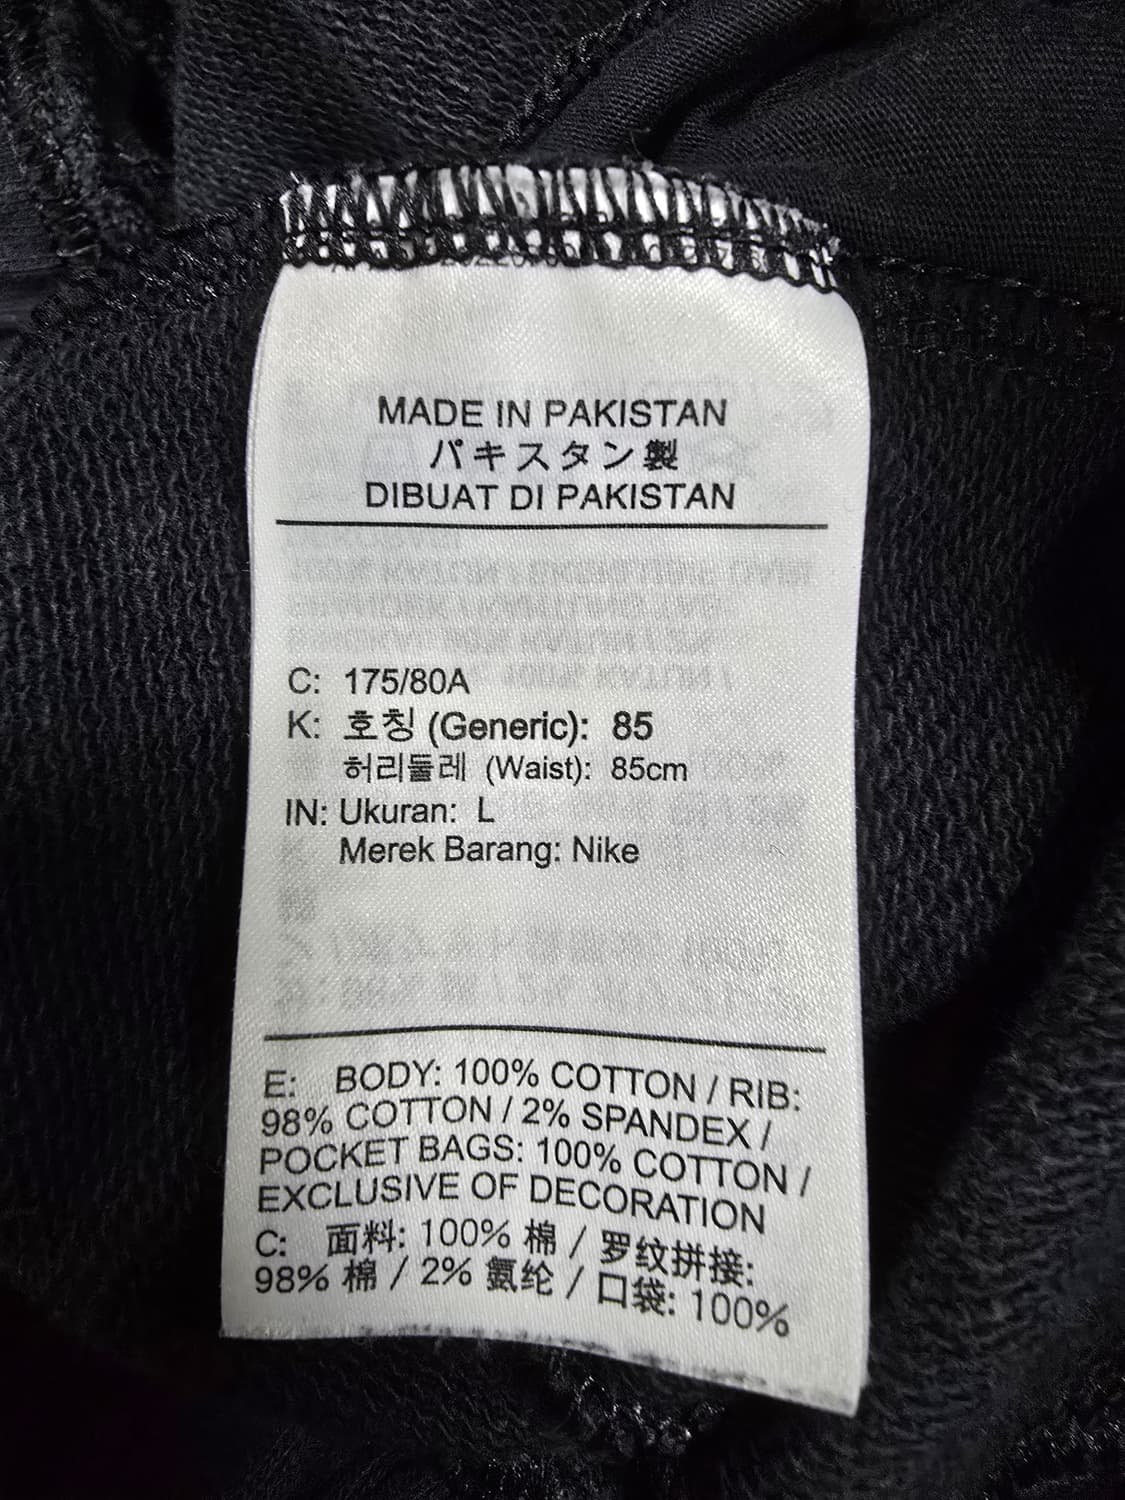 MADE IN PAKISTAN
パキスタン製
DIBUAT DI PAKISTAN
C: 175/80A
K: 호칭 (Generic): 85
허리둘레 (Waist): 85cm
IN: Ukuran: L
Merek Barang: Nike
E: BODY: 100% COTTON / RIB:
98% COTTON / 2% SPANDEX /
POCKET BAGS: 100% COTTON /
EXCLUSIVE OF DECORATION
C: 面料: 100% 棉 / 罗纹拼接:
98% 棉 / 2% 氨纶 / 口袋: 100%